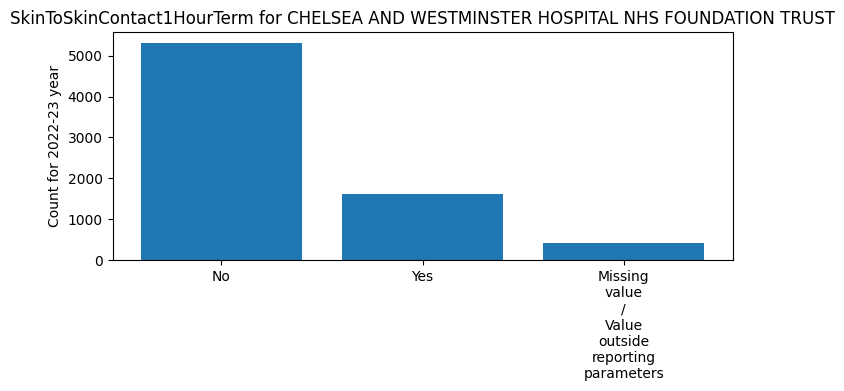 SkinToSkinContact1HourTerm for CHELSEA AND WESTMINSTER HOSPITAL NHS FOUNDATION TRUST
Count for 2022-23 year
5000
4000
3000
2000
1000
0
No
Yes
Missing
value
/
Value
outside
reporting
parameters